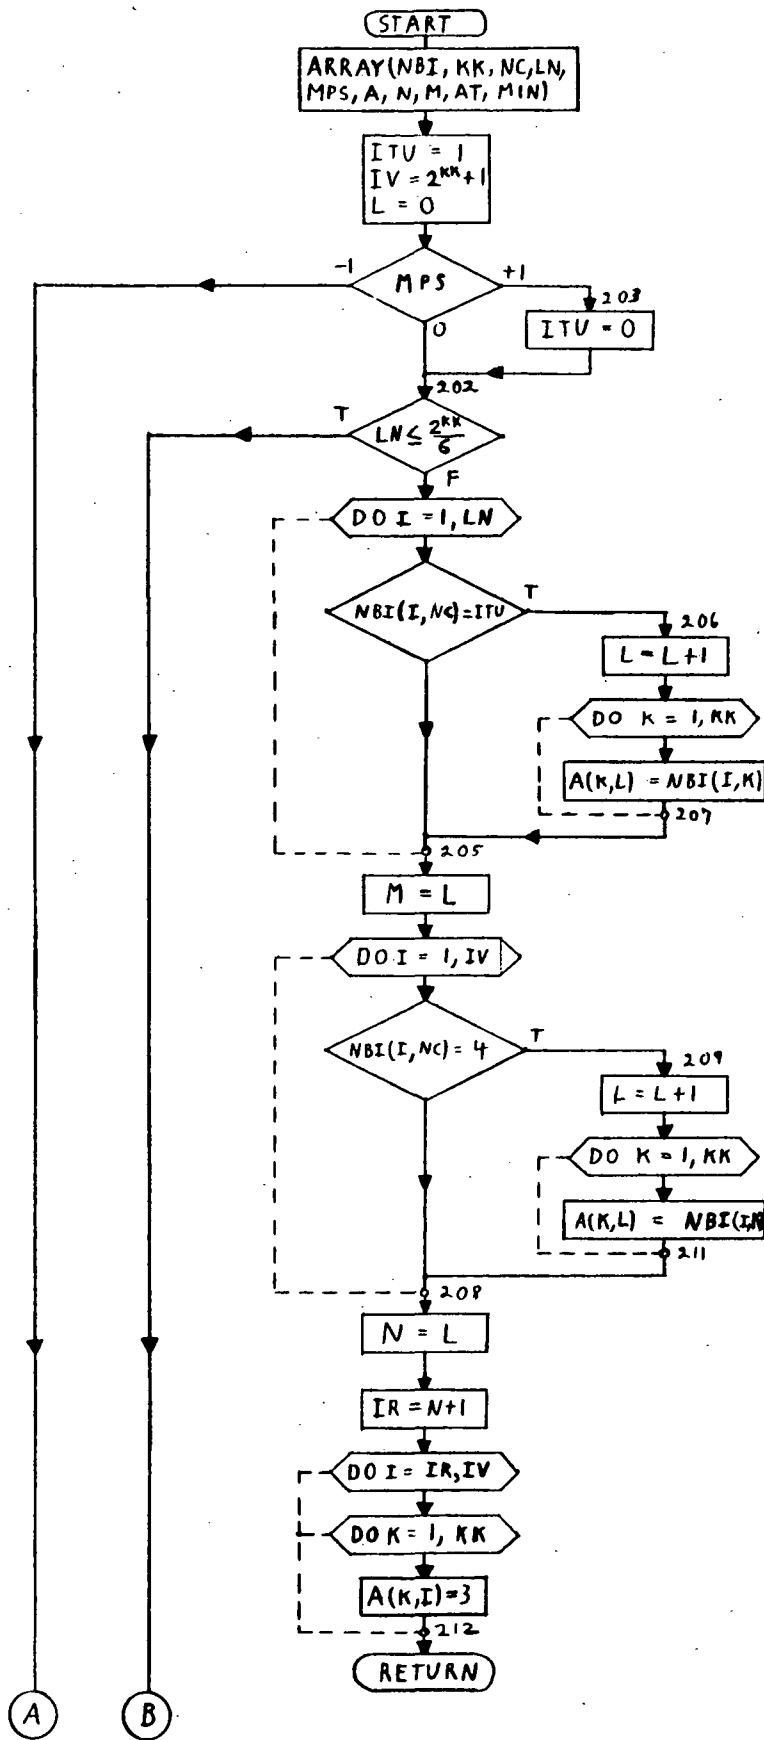 START
ARRAY(NBI, KK, NC, LN,
MPS, A, N, M, AT, MIN)
ITU = 1
IV = 2^KK+1
L = 0
-1
MPS
+1
203
ITU = 0
0
202
T
LN ≤ 2^KK/6
F
DO I = 1, LN
NBI(I, NC)=ITU
T
206
L = L+1
DO K = 1, KK
A(K,L) = NBI(I,K)
207
205
M = L
DO I = 1, IV
NBI(I, NC) = 4
T
209
L = L+1
DO K = 1, KK
A(K,L) = NBI(I,K)
211
208
N = L
IR = N+1
DO I = IR, IV
DO K = 1, KK
A(K,I)=3
212
RETURN
A
B